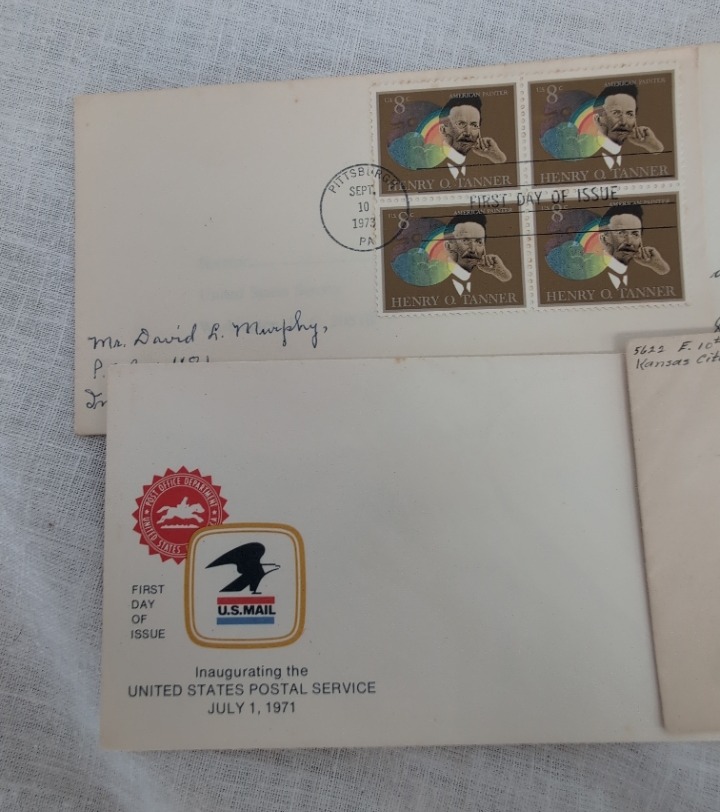 US 8c AMERICAN PAINTER
HENRY O. TANNER
US 8c AMERICAN PAINTER
HENRY O. TANNER
US 8c AMERICAN PAINTER
HENRY O. TANNER
US 8c AMERICAN PAINTER
HENRY O. TANNER
PITTSBURGH
SEPT.
10
1973
PA
FIRST DAY OF ISSUE
Mr. David L. Murphy,
5622 E. 10th
Kansas City
POST OFFICE DEPARTMENT
UNITED STATES
U.S.MAIL
FIRST
DAY
OF
ISSUE
Inaugurating the
UNITED STATES POSTAL SERVICE
JULY 1, 1971